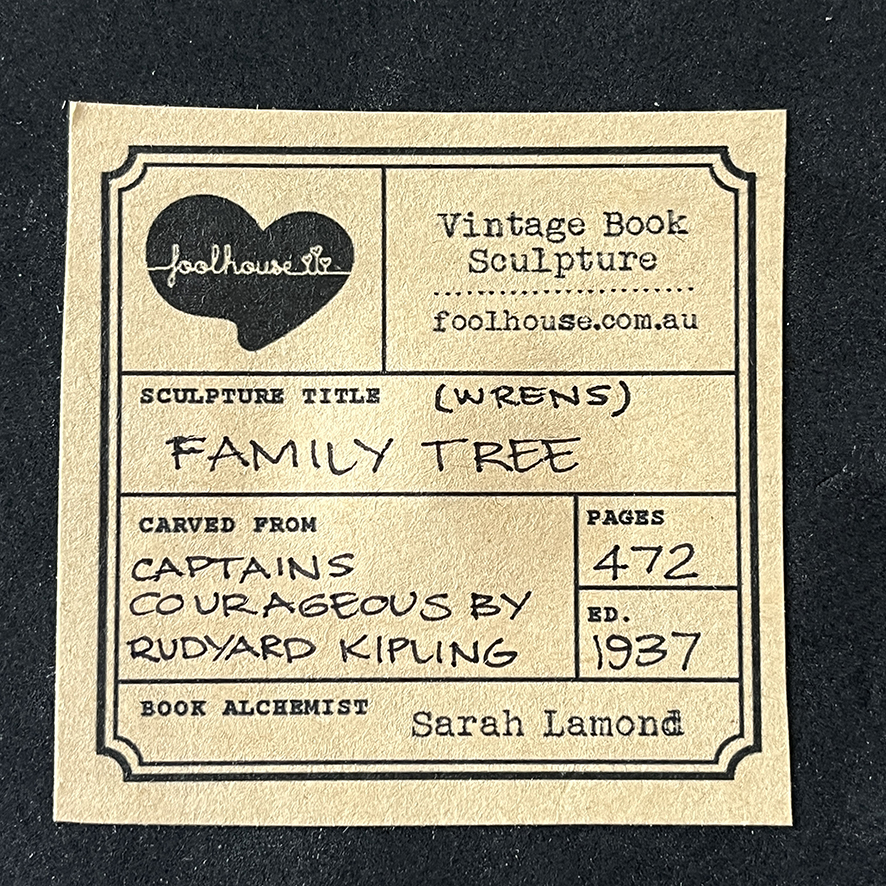 foolhouse
Vintage Book
Sculpture
foolhouse.com.au
SCULPTURE TITLE (WRENS)
FAMILY TREE
CARVED FROM
CAPTAINS
COURAGEOUS BY
RUDYARD KIPLING
PAGES
472
ED.
1937
BOOK ALCHEMIST Sarah Lamond